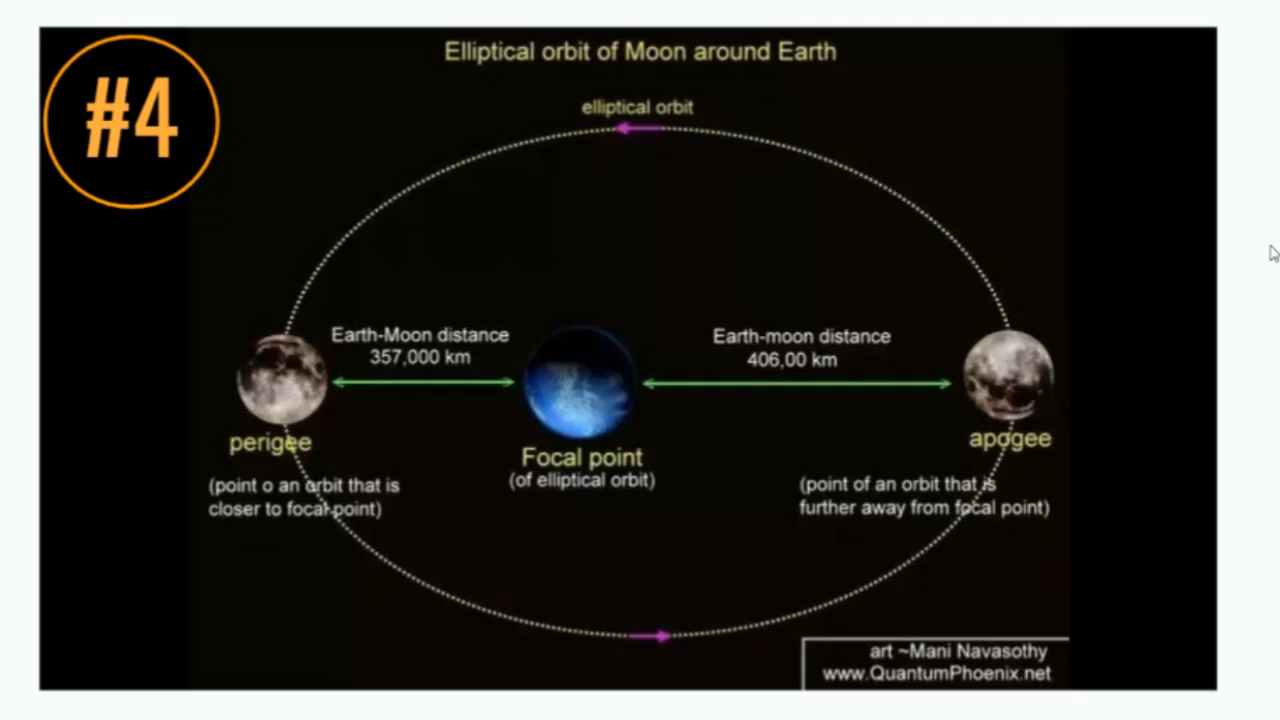 #4
Elliptical orbit of Moon around Earth
elliptical orbit
Earth-Moon distance
357,000 km
Earth-moon distance
406,00 km
perigee
(point o an orbit that is
closer to focal point)
Focal point
(of elliptical orbit)
apogee
(point of an orbit that is
further away from focal point)
art ~Mani Navasothy
www.QuantumPhoenix.net